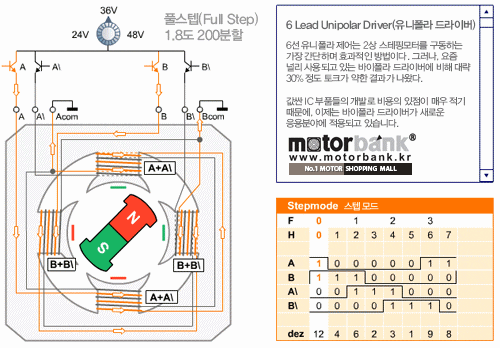 36V
24V
48V
풀스텝(Full Step)
1.8도 200분할
A
A\
B
B\
A
A\
Acom
B
B\
Bcom
A+A\
N
S
B+B\
B+B\
A+A\
6 Lead Unipolar Driver(유니폴라 드라이버)
6선 유니폴라 제어는 2상 스테핑모터를 구동하는
가장 간단하며 효과적인 방법이다. 그러나, 요즘
널리 사용되고 있는 바이폴라 드라이버에 비해 대략
30% 정도 토크가 약한 결과가 나왔다.
값싼 IC 부품들의 개발로 비용의 있점이 매우 적기
때문에, 이제는 바이폴라 드라이버가 새로운
응용분야에 적용되고 있습니다.
motorbank®
www.motorbank.kr
No.1 MOTOR SHOPPING MALL
Stepmode 스텝 모드
F 0 1 2 3
H 0 1 2 3 4 5 6 7
A 1 0 0 0 0 0 1 1
B 1 1 1 0 0 0 0 0
A\ 0 0 1 1 1 0 0 0
B\ 0 0 0 0 1 1 1 0
dez 12 4 6 2 3 1 9 8